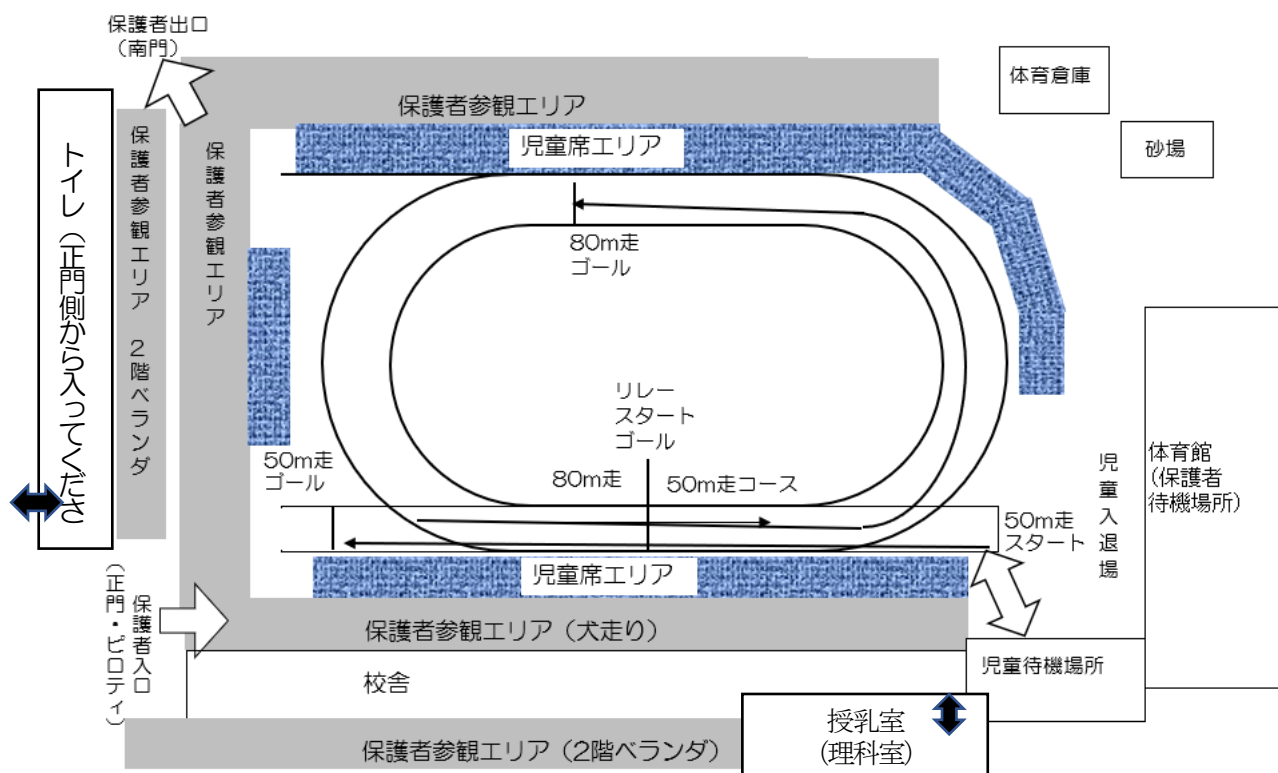 保護者出口
（南門）
体育倉庫
保護者参観エリア
児童席エリア
砂場
トイレ（正門側から入ってくださ
保護者参観エリア　２階ベランダ
保護者参観エリア
80m走
ゴール
リレー
スタート
ゴール
50m走
ゴール
80m走
50m走コース
50m走
スタート
児童入退場
体育館
（保護者
待機場所）
児童席エリア
保護者入口
（正門・ピロティ）
保護者参観エリア（犬走り）
児童待機場所
校舎
授乳室
（理科室）
保護者参観エリア（2階ベランダ）